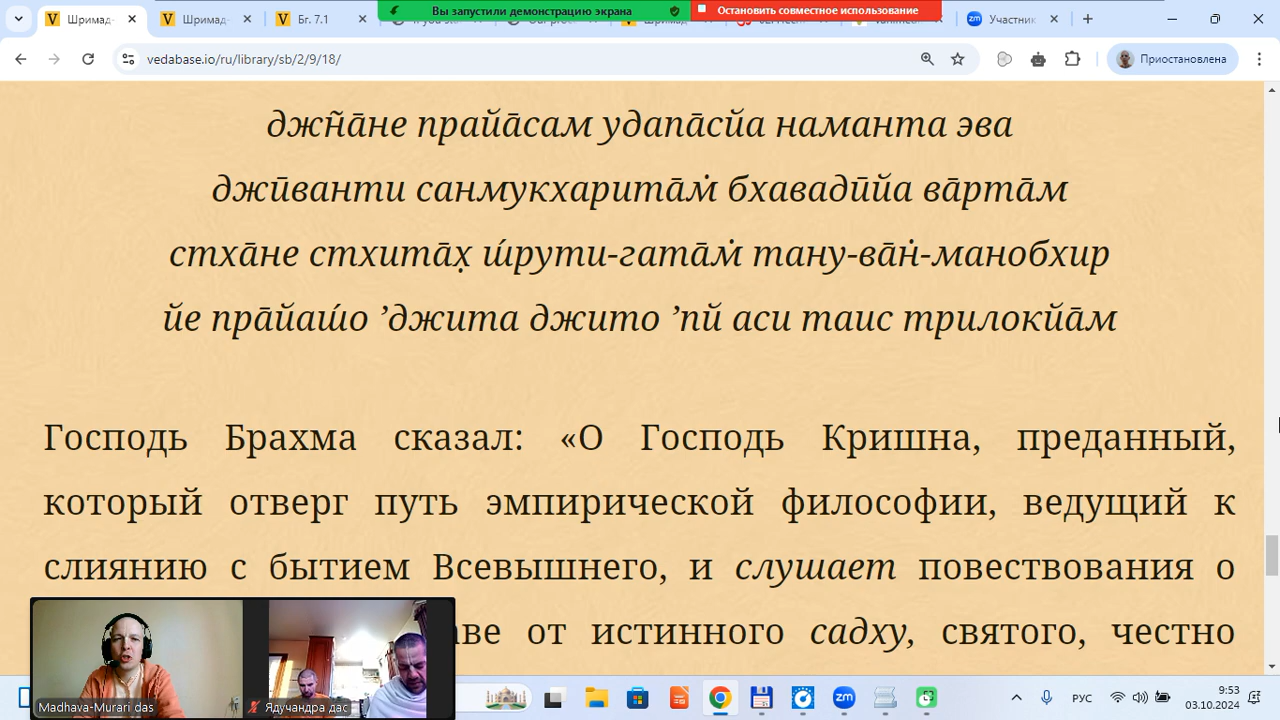 Шримад-
Шримад-
Бг. 7.1
Вы запустили демонстрацию экрана
Остановить совместное использование
Участник
vedabase.io/ru/library/sb/2/9/18/
Приостановлена
джн̃а̄не прайа̄сам удапа̄сйа наманта эва
джӣванти санмукхарита̄м̇ бхавадӣйа ва̄рта̄м
стха̄не стхита̄х̣ ш́рути-гата̄м̇ тану-ва̄н̇-манобхир
йе пра̄йаш́о ’джита джито ’пй аси таис трилокйа̄м
Господь Брахма сказал: «О Господь Кришна, преданный,
который отверг путь эмпирической философии, ведущий к
слиянию с бытием Всевышнего, и слушает повествования о
аве от истинного садху, святого, честно
Madhava-Murari das
Ядучандра дас
РУС
03.10.2024